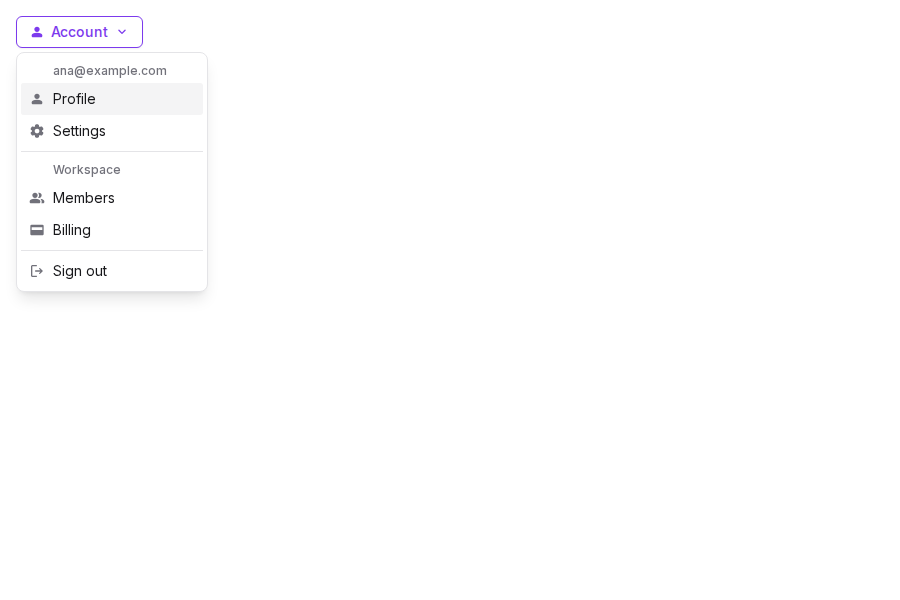 Account
ana@example.com
Profile
Settings
Workspace
Members
Billing
Sign out